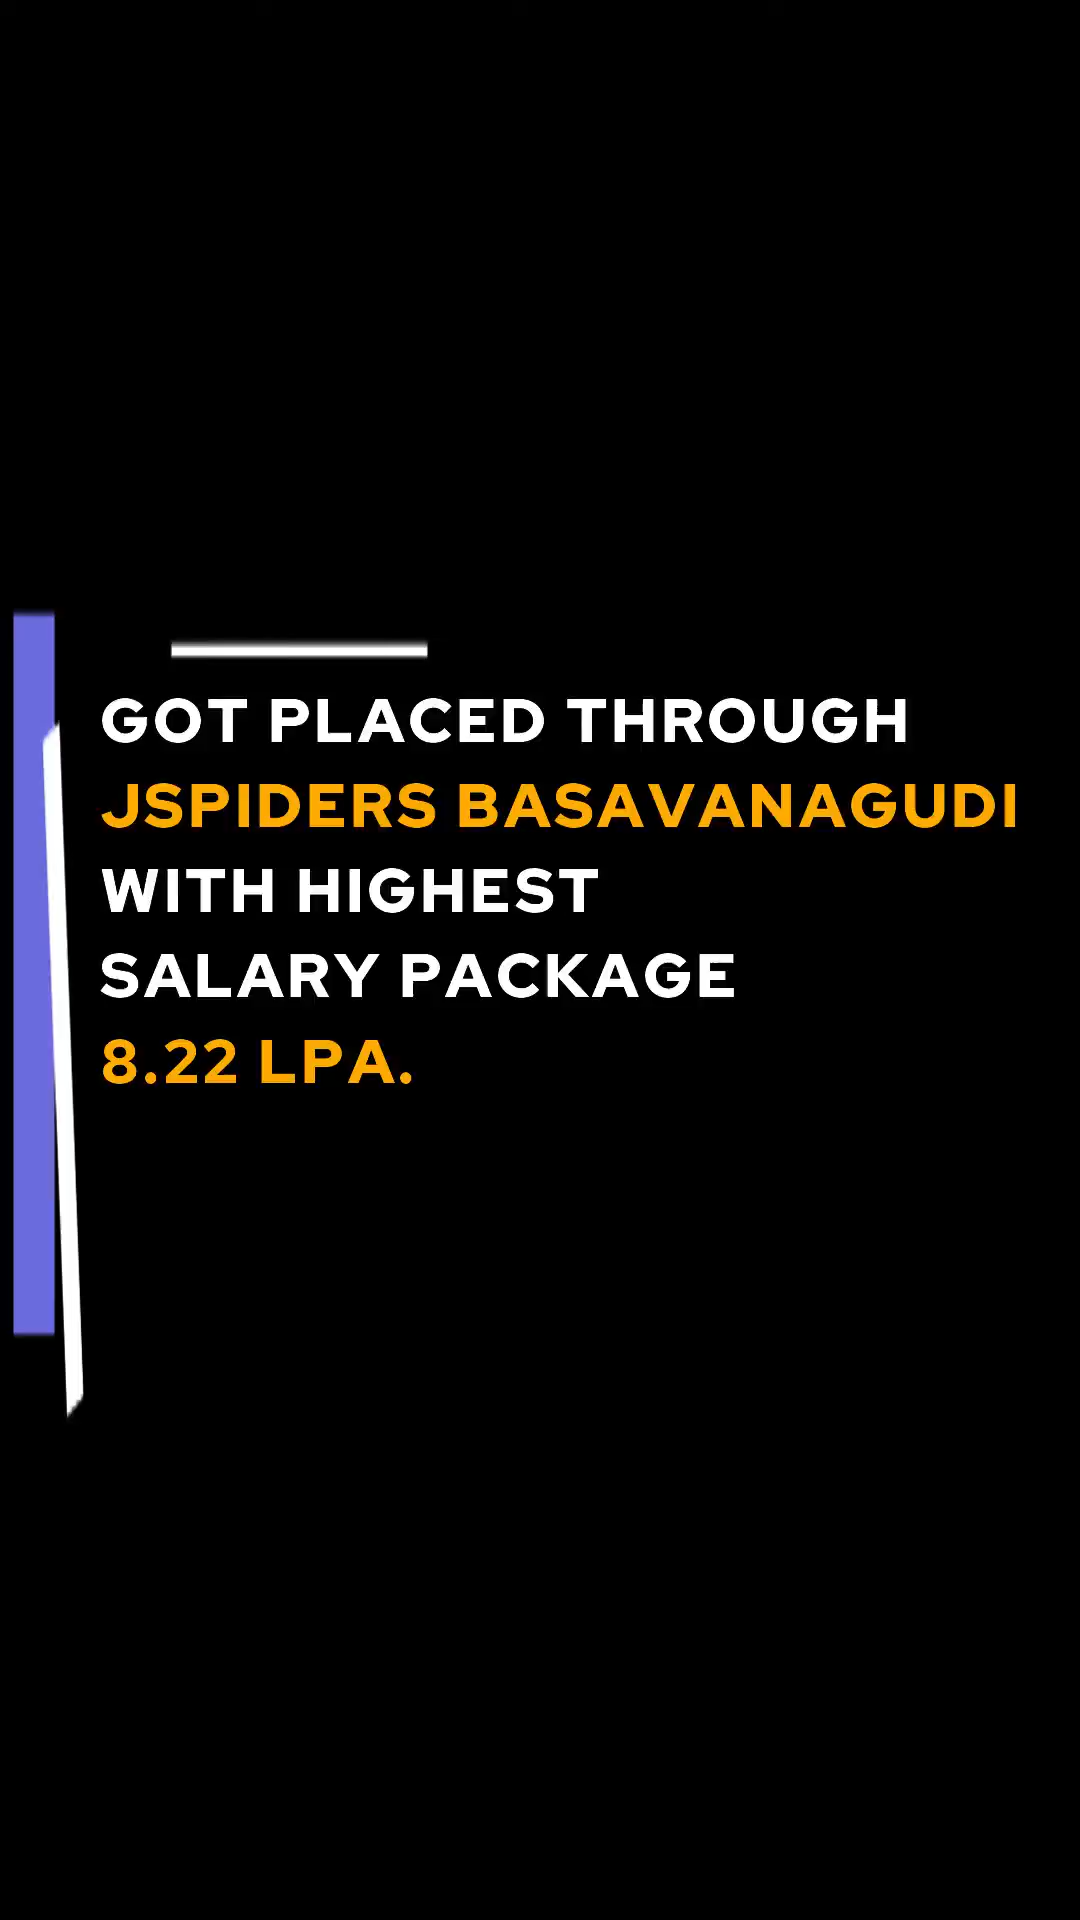 GOT PLACED THROUGH
JSPIDERS BASAVANAGUDI
WITH HIGHEST
SALARY PACKAGE
8.22 LPA.